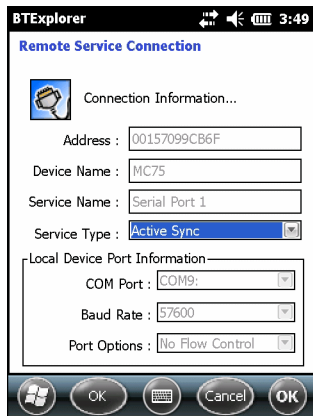 BTExplorer 3:49
Remote Service Connection
Connection Information...
Address : 00157099CB6F
Device Name : MC75
Service Name : Serial Port 1
Service Type : Active Sync
Local Device Port Information
COM Port : COM9:
Baud Rate : 57600
Port Options : No Flow Control
OK Cancel OK